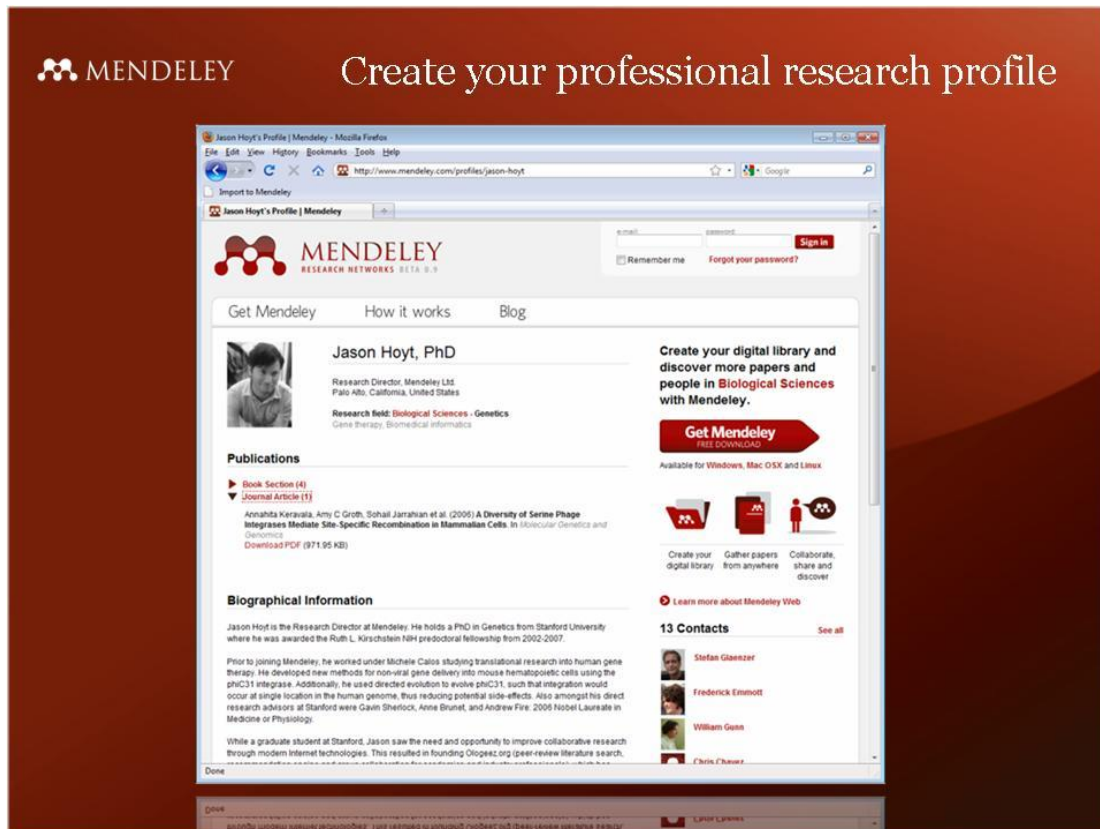 MENDELEY
Create your professional research profile
Jason Hoyt's Profile | Mendeley - Mozilla Firefox
File Edit View History Bookmarks Tools Help
http://www.mendeley.com/profiles/jason-hoyt
Google
Import to Mendeley
Jason Hoyt's Profile | Mendeley
MENDELEY
RESEARCH NETWORKS BETA 0.9
e-mail:
password:
Sign in
Remember me
Forgot your password?
Get Mendeley
How it works
Blog
Jason Hoyt, PhD
Research Director, Mendeley Ltd.
Palo Alto, California, United States
Research field: Biological Sciences - Genetics
Gene therapy, Biomedical informatics
Publications
Book Section (4)
Journal Article (1)
Annahita Keravala, Amy C Groth, Sohail Jarrahian et al. (2006) A Diversity of Serine Phage
Integrases Mediate Site-Specific Recombination in Mammalian Cells. In Molecular Genetics and
Genomics
Download PDF (971.95 KB)
Biographical Information
Jason Hoyt is the Research Director at Mendeley. He holds a PhD in Genetics from Stanford University
where he was awarded the Ruth L. Kirschstein NIH predoctoral fellowship from 2002-2007.
Prior to joining Mendeley, he worked under Michele Calos studying translational research into human gene
therapy. He developed new methods for non-viral gene delivery into mouse hematopoietic cells using the
phiC31 integrase. Additionally, he used directed evolution to evolve phiC31, such that integration would
occur at single location in the human genome, thus reducing potential side-effects. Also amongst his direct
research advisors at Stanford were Gavin Sherlock, Anne Brunet, and Andrew Fire: 2006 Nobel Laureate in
Medicine or Physiology.
While a graduate student at Stanford, Jason saw the need and opportunity to improve collaborative research
through modern Internet technologies. This resulted in founding Ologeez.org (peer-review literature search,
Create your digital library and
discover more papers and
people in Biological Sciences
with Mendeley.
Get Mendeley
FREE DOWNLOAD
Available for Windows, Mac OSX and Linux
Create your
digital library
Gather papers
from anywhere
Collaborate,
share and
discover
Learn more about Mendeley Web
13 Contacts
See all
Stefan Glaenzer
Frederick Emmott
William Gunn
Chris Chavez
Done